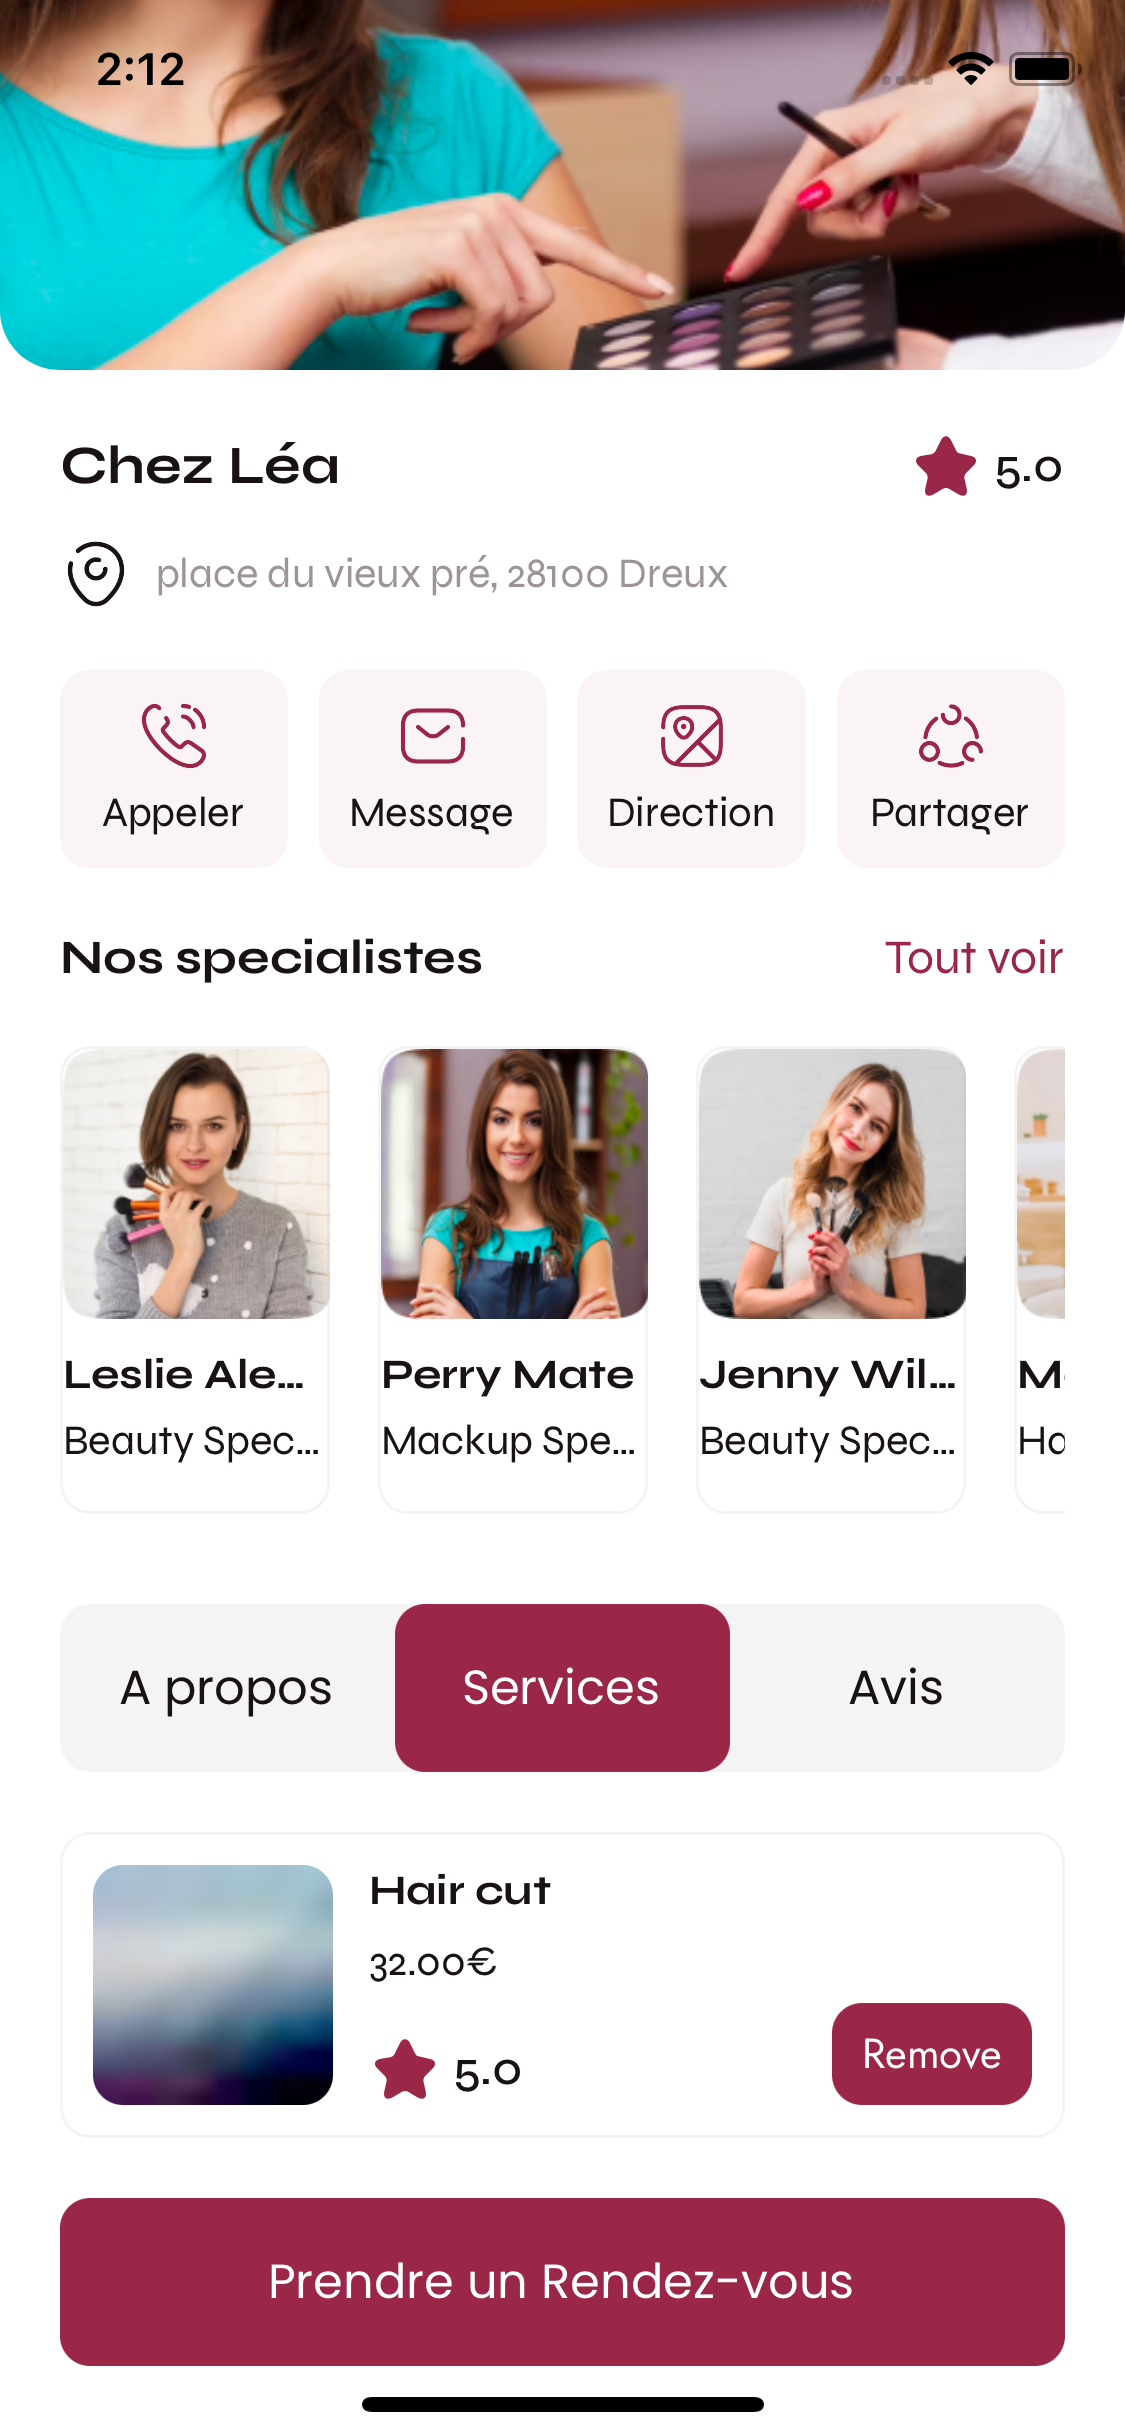 2:12
Chez Léa
5.0
place du vieux pré, 28100 Dreux
Appeler
Message
Direction
Partager
Nos specialistes
Tout voir
Leslie Ale...
Perry Mate
Jenny Wil...
Beauty Spec...
Mackup Spe...
Beauty Spec...
A propos
Services
Avis
Hair cut
32.00€
5.0
Remove
Prendre un Rendez-vous